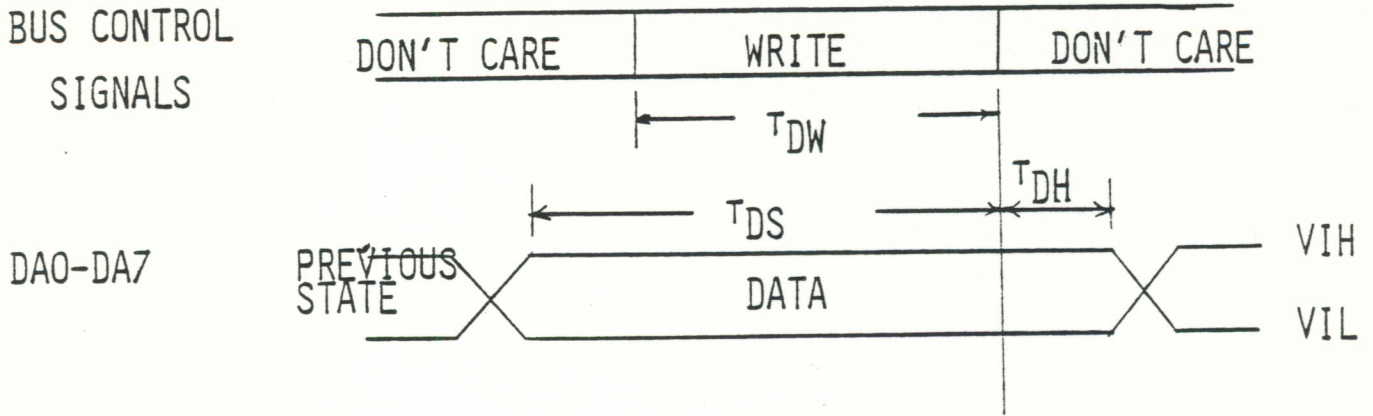 BUS CONTROL
SIGNALS
DON'T CARE
WRITE
DON'T CARE
TDW
TDH
TDS
DA0-DA7
PREVIOUS
STATE
DATA
VIH
VIL